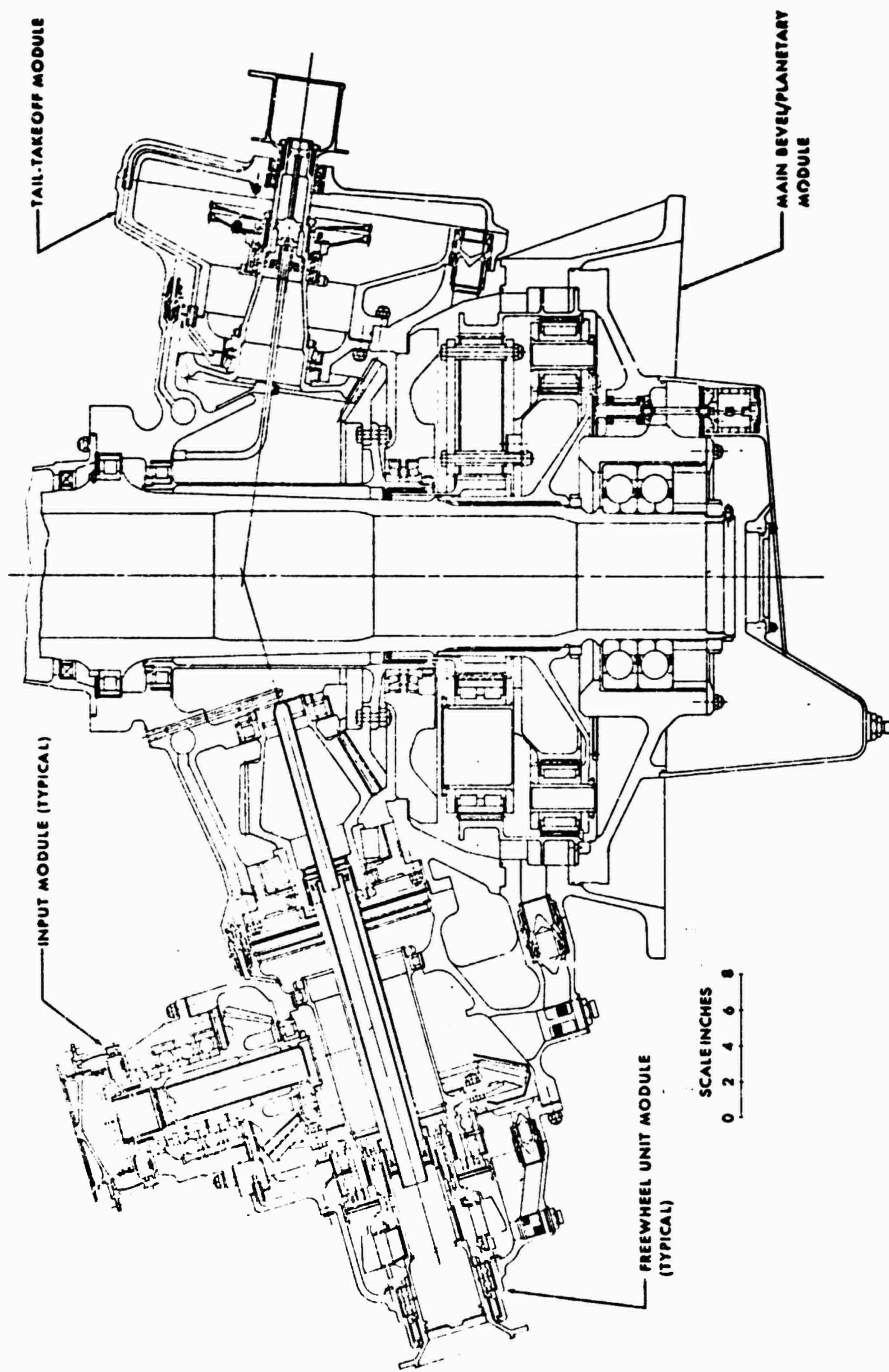 INPUT MODULE (TYPICAL)
TAIL-TAKEOFF MODULE
FREEWHEEL UNIT MODULE
(TYPICAL)
SCALE INCHES
0 2 4 6 8
MAIN BEVEL/PLANETARY
MODULE